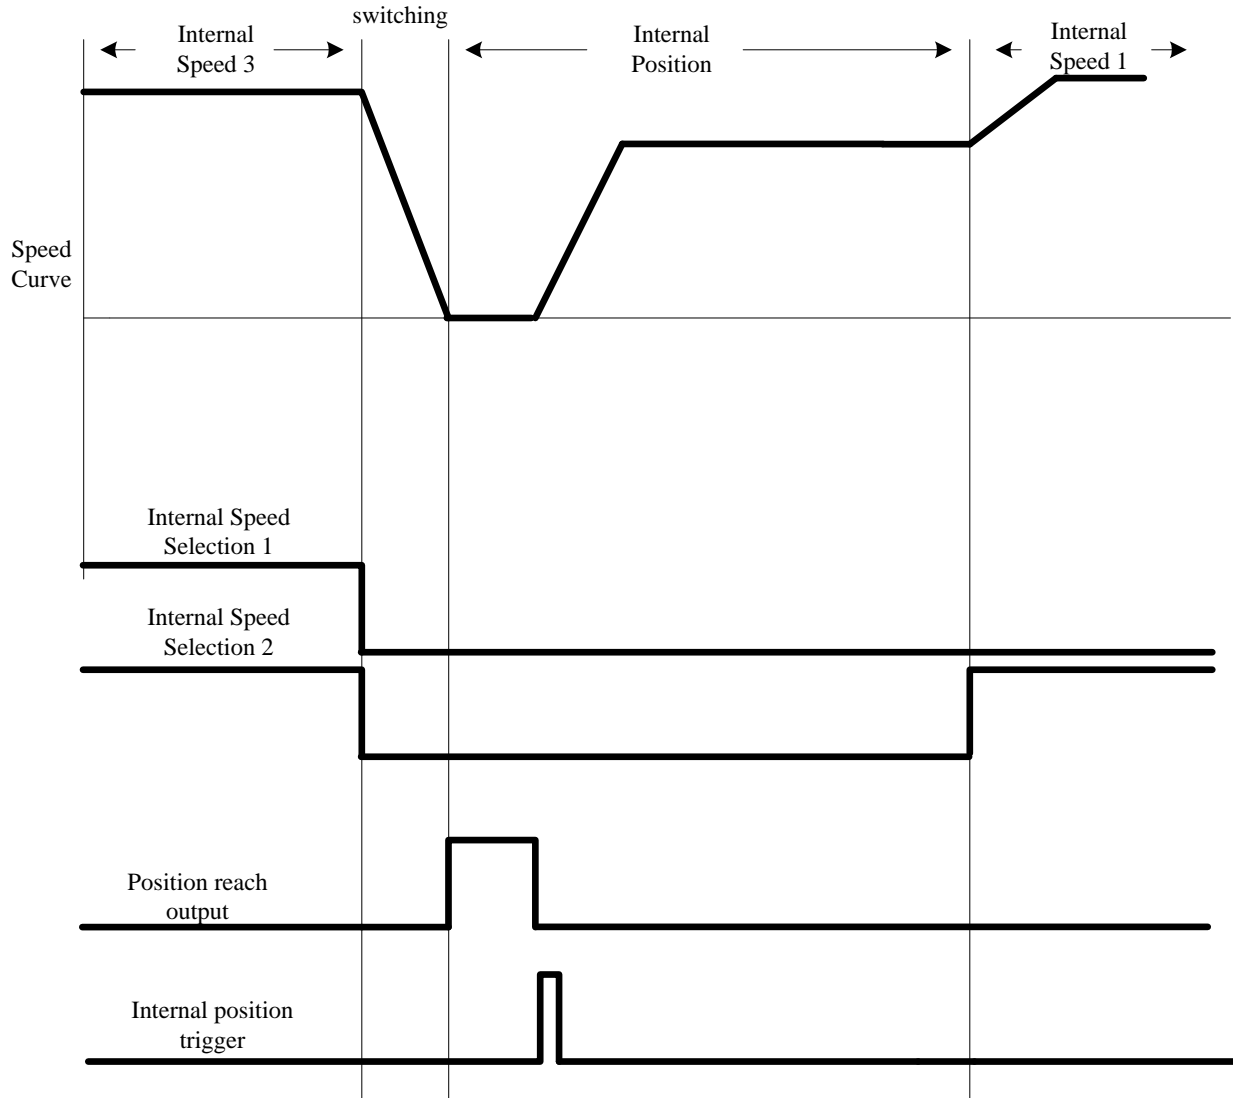 switching
Internal
Speed 3
Internal
Position
Internal
Speed 1
Speed
Curve
Internal Speed
Selection 1
Internal Speed
Selection 2
Position reach
output
Internal position
trigger